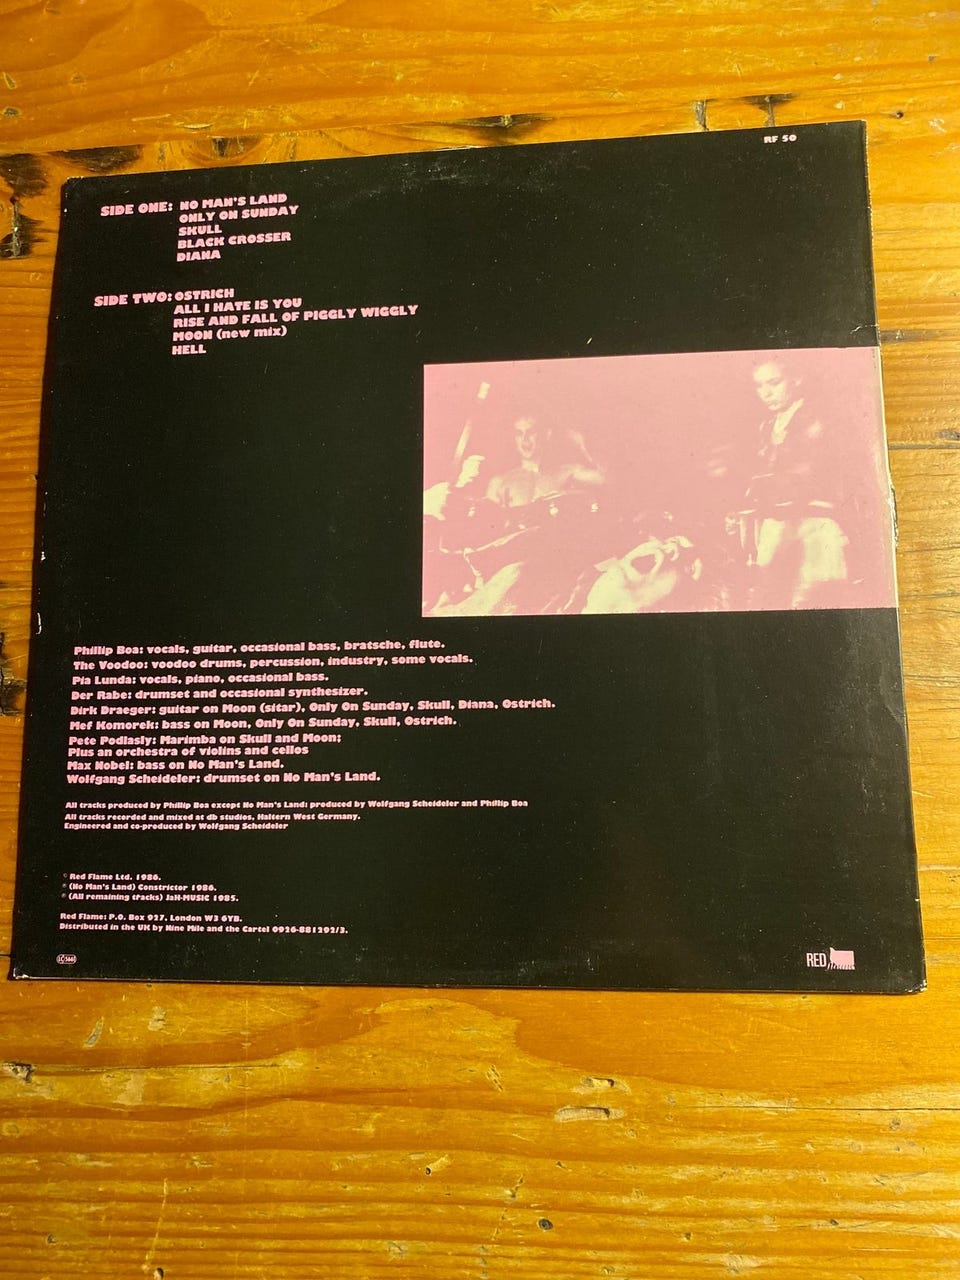 RF 50
SIDE ONE: NO MAN'S LAND
ONLY ON SUNDAY
SKULL
BLACK CROSSER
DIANA
SIDE TWO: OSTRICH
ALL I HATE IS YOU
RISE AND FALL OF PIGGLY WIGGLY
MOON (new mix)
HELL
Phillip Boa: vocals, guitar, occasional bass, bratsche, flute.
The Voodoo: voodoo drums, percussion, industry, some vocals.
Pia Lunda: vocals, piano, occasional bass.
Der Rabe: drumset and occasional synthesizer.
Dirk Draeger: guitar on Moon (sitar), Only On Sunday, Skull, Diana, Ostrich.
Mef Komorek: bass on Moon, Only On Sunday, Skull, Ostrich.
Pete Podlasly: Marimba on Skull and Moon;
Plus an orchestra of violins and cellos
Max Nobel: bass on No Man's Land.
Wolfgang Scheideler: drumset on No Man's Land.
All tracks produced by Phillip Boa except No Man's Land: produced by Wolfgang Scheideler and Phillip Boa
All tracks recorded and mixed at db studios, Haltern West Germany.
Engineered and co-produced by Wolfgang Scheideler
© Red Flame Ltd. 1986.
℗ (No Man's Land) Constrictor 1986.
℗ (All remaining tracks) JaH-MUSIC 1985.
Red Flame: P.O. Box 927, London W3 6YB.
Distributed in the UK by Nine Mile and the Cartel 0926-881292/3.
RED